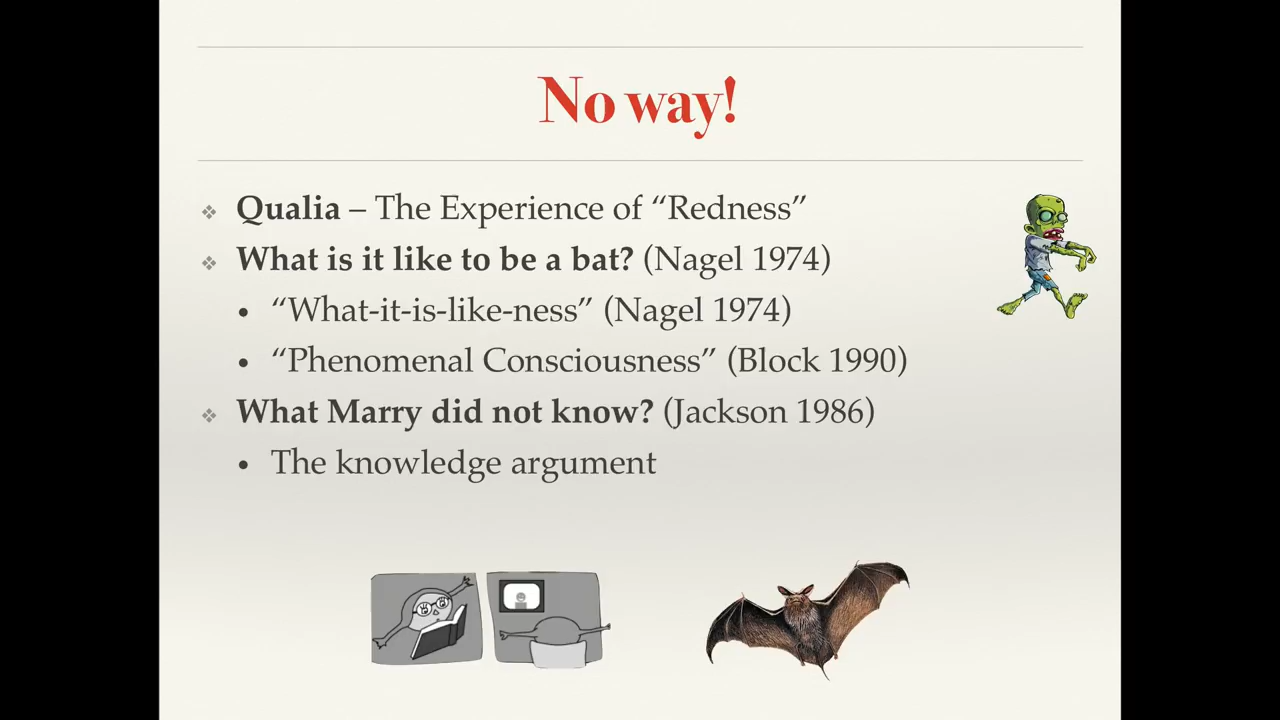 No way!
Qualia – The Experience of “Redness”
What is it like to be a bat? (Nagel 1974)
“What-it-is-like-ness” (Nagel 1974)
“Phenomenal Consciousness” (Block 1990)
What Marry did not know? (Jackson 1986)
The knowledge argument